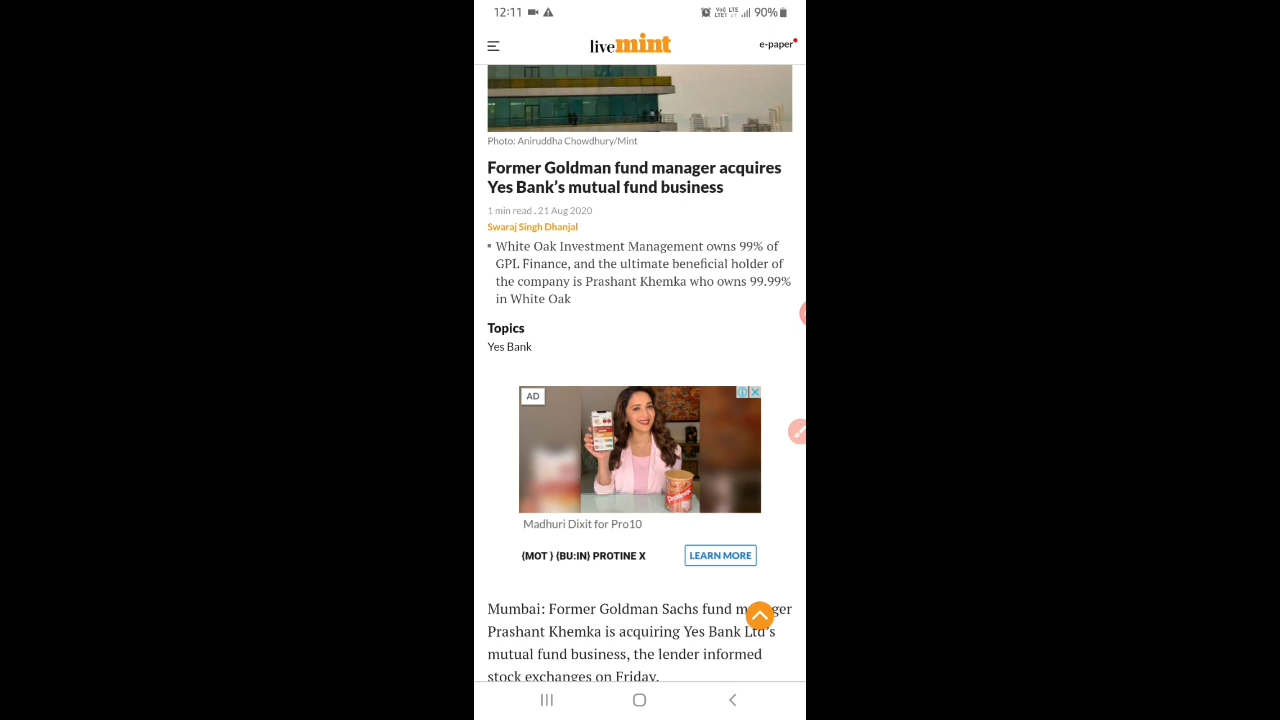 12:11 90%
livemint e-paper
Photo: Aniruddha Chowdhury/Mint
Former Goldman fund manager acquires
Yes Bank’s mutual fund business
1 min read . 21 Aug 2020
Swaraj Singh Dhanjal
▪ White Oak Investment Management owns 99% of
GPL Finance, and the ultimate beneficial holder of
the company is Prashant Khemka who owns 99.99%
in White Oak
Topics
Yes Bank
AD
Madhuri Dixit for Pro10
{MOT } {BU:IN} PROTINE X LEARN MORE
Mumbai: Former Goldman Sachs fund manager
Prashant Khemka is acquiring Yes Bank Ltd’s
mutual fund business, the lender informed
stock exchanges on Friday.